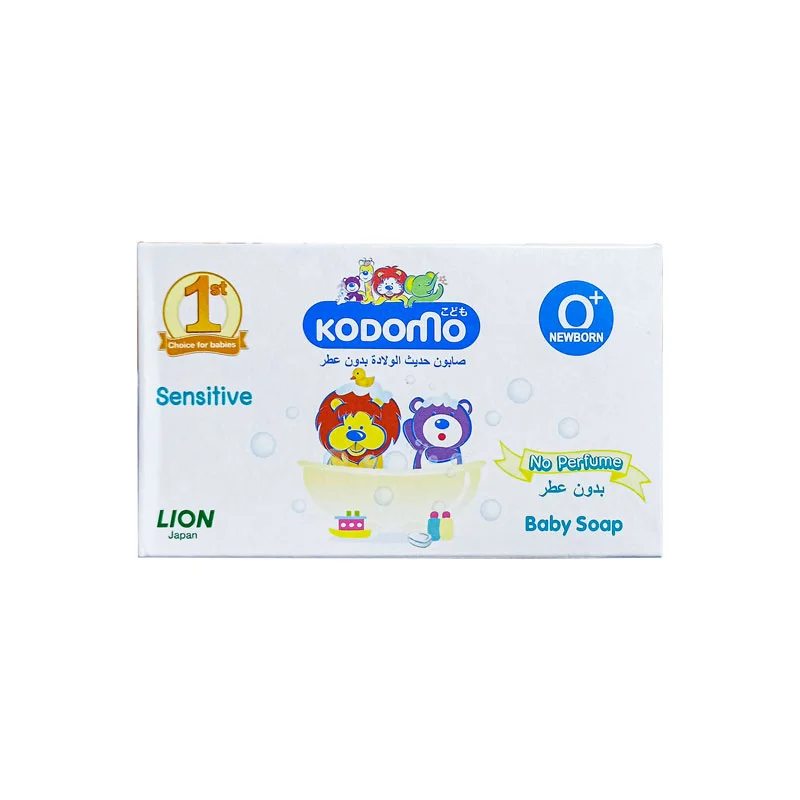 1st
Choice for babies
Sensitive
LION
Japan
こども
KODOMO
صابون حديث الولادة بدون عطر
0+
NEWBORN
No Perfume
بدون عطر
Baby Soap